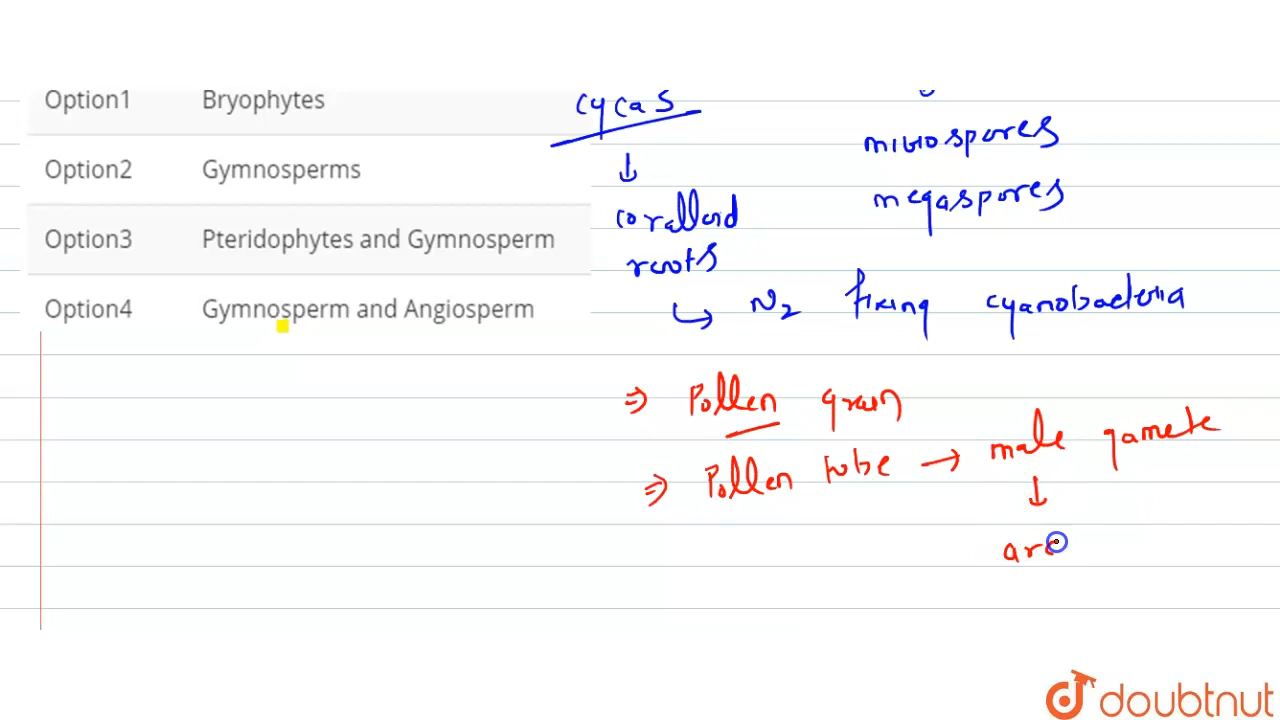 Option1 Bryophytes
Option2 Gymnosperms
Option3 Pteridophytes and Gymnosperm
Option4 Gymnosperm and Angiosperm
cycas
↓
coralloid
roots
↳ N2 fixing cyanobacteria
microspores
megaspores
⇒ Pollen grain
⇒ Pollen tube → male gamete
↓
arc
doubtnut